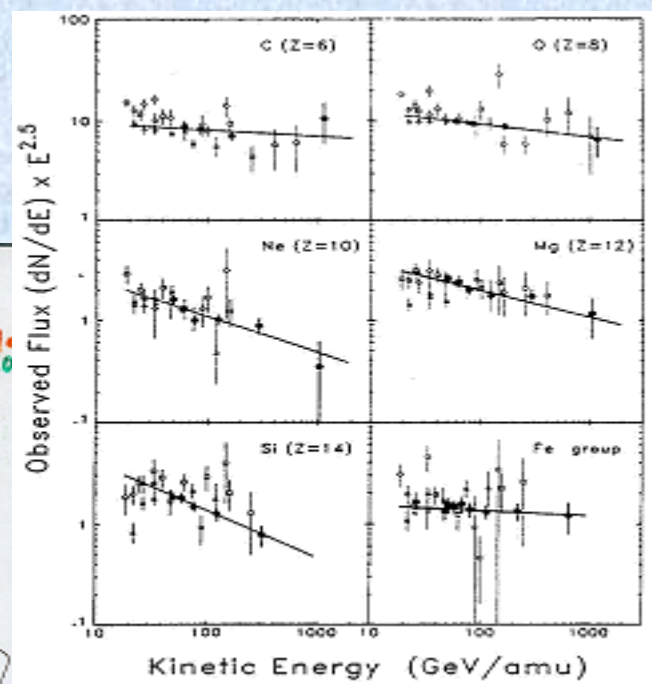 100
C (Z=6)
O (Z=8)
10
1
Ne (Z=10)
Mg (Z=12)
1
.1
Si (Z=14)
Fe group
1
.1
10
100
1000
10
100
1000
Observed Flux (dN/dE) x E^2.5
Kinetic Energy (GeV/amu)